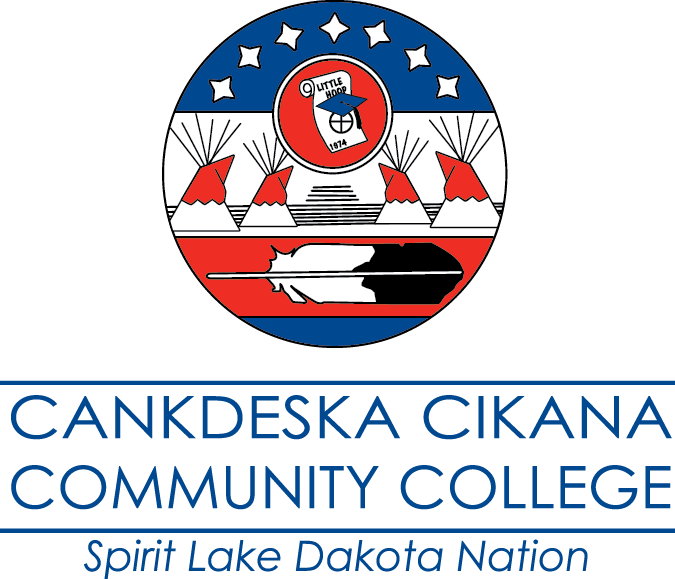 LITTLE
HOOP
1974
CANKDESKA CIKANA
COMMUNITY COLLEGE
Spirit Lake Dakota Nation